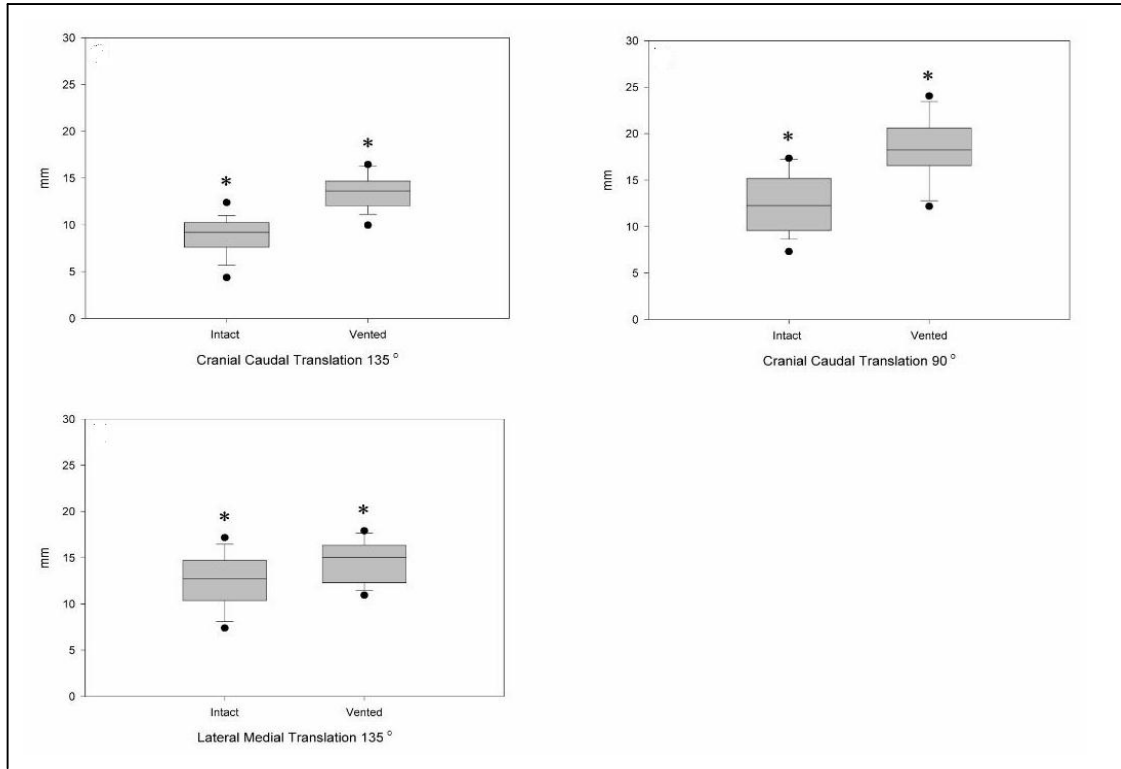 30
25
20
15
10
5
0
mm
*
*
Intact
Vented
Cranial Caudal Translation 135 °
30
25
20
15
10
5
0
mm
*
*
Intact
Vented
Cranial Caudal Translation 90 °
30
25
20
15
10
5
0
mm
*
*
Intact
Vented
Lateral Medial Translation 135 °